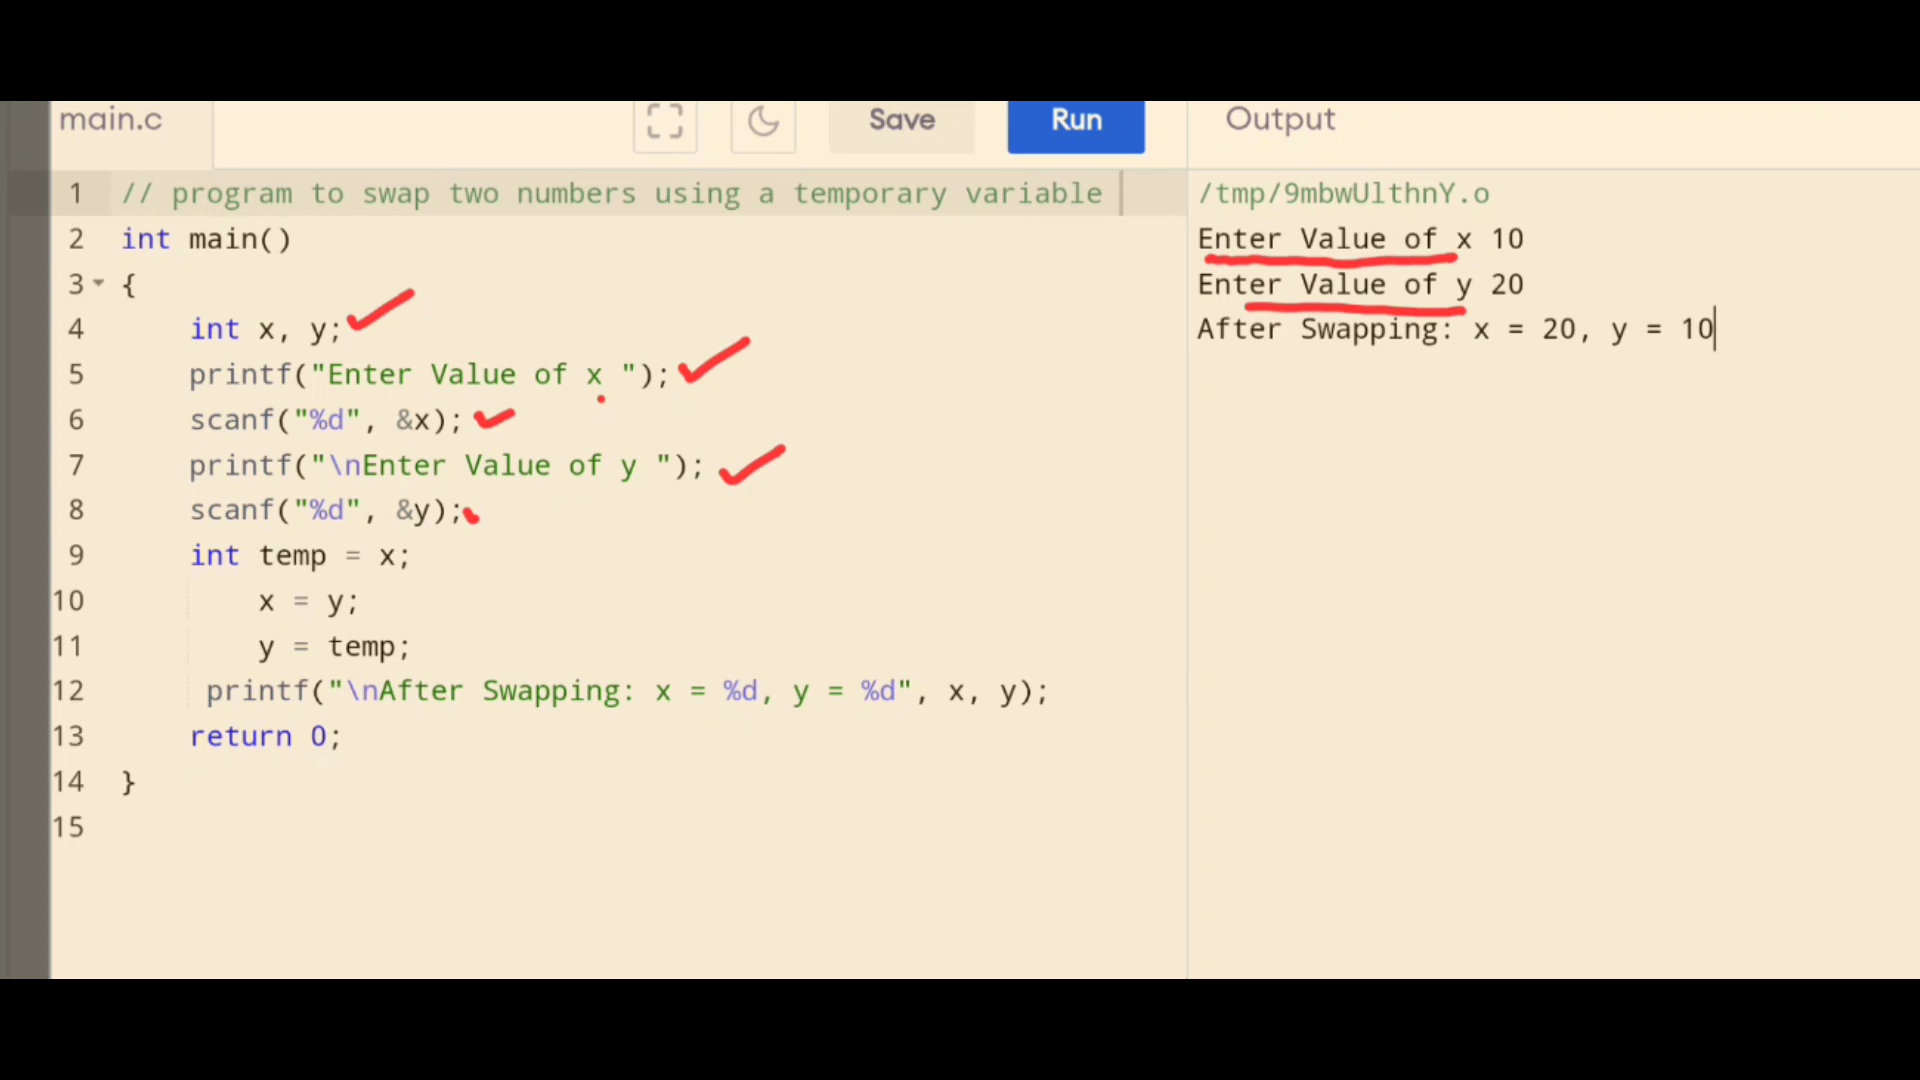 main.c Save Run Output
1 // program to swap two numbers using a temporary variable
2 int main()
3 {
4 int x, y;
5 printf("Enter Value of x ");
6 scanf("%d", &x);
7 printf("\nEnter Value of y ");
8 scanf("%d", &y);
9 int temp = x;
10 x = y;
11 y = temp;
12 printf("\nAfter Swapping: x = %d, y = %d", x, y);
13 return 0;
14 }
15
/tmp/9mbwUlthnY.o
Enter Value of x 10
Enter Value of y 20
After Swapping: x = 20, y = 10